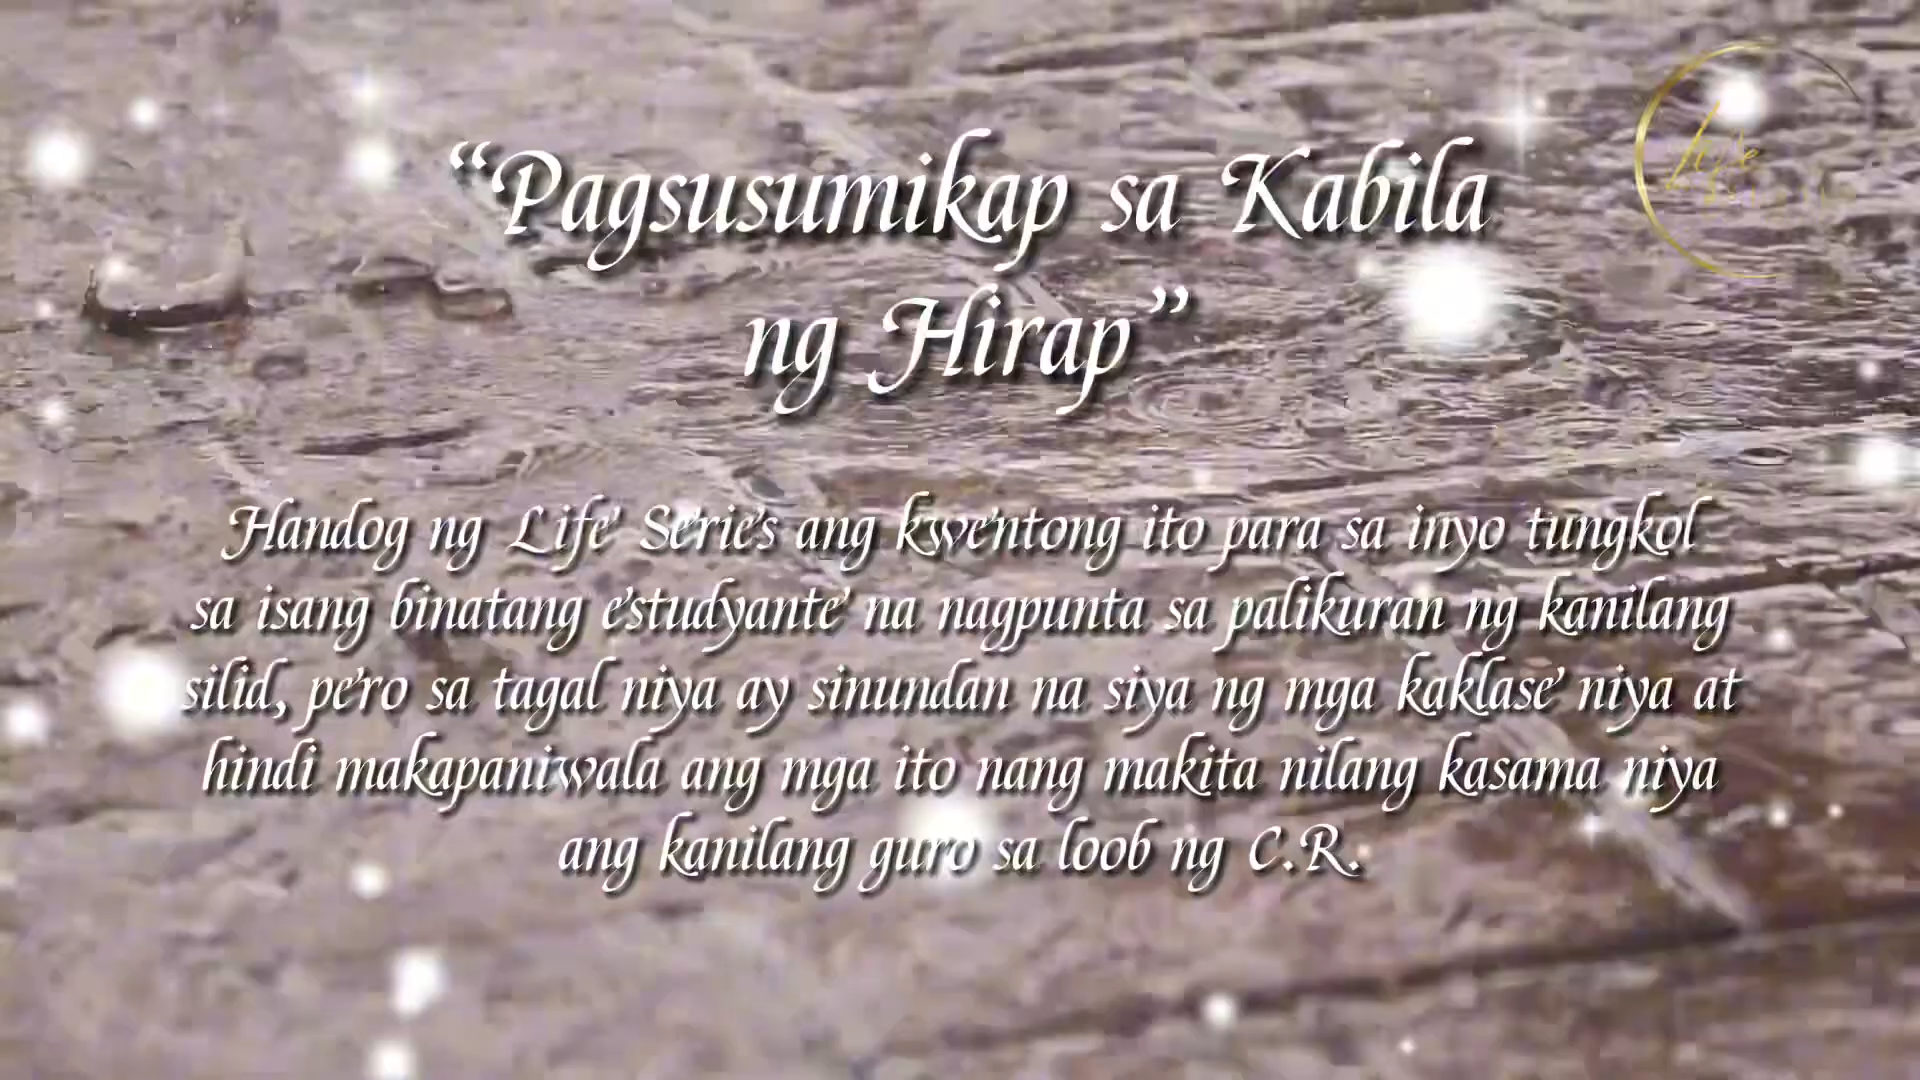 “Pagsusumikap sa Kabila
ng Hirap”
Life
Handog ng Life Series ang kwentong ito para sa inyo tungkol
sa isang binatang estudyante na nagpunta sa palikuran ng kanilang
silid, pero sa tagal niya ay sinundan na siya ng mga kaklase niya at
hindi makapaniwala ang mga ito nang makita nilang kasama niya
ang kanilang guro sa loob ng C.R.